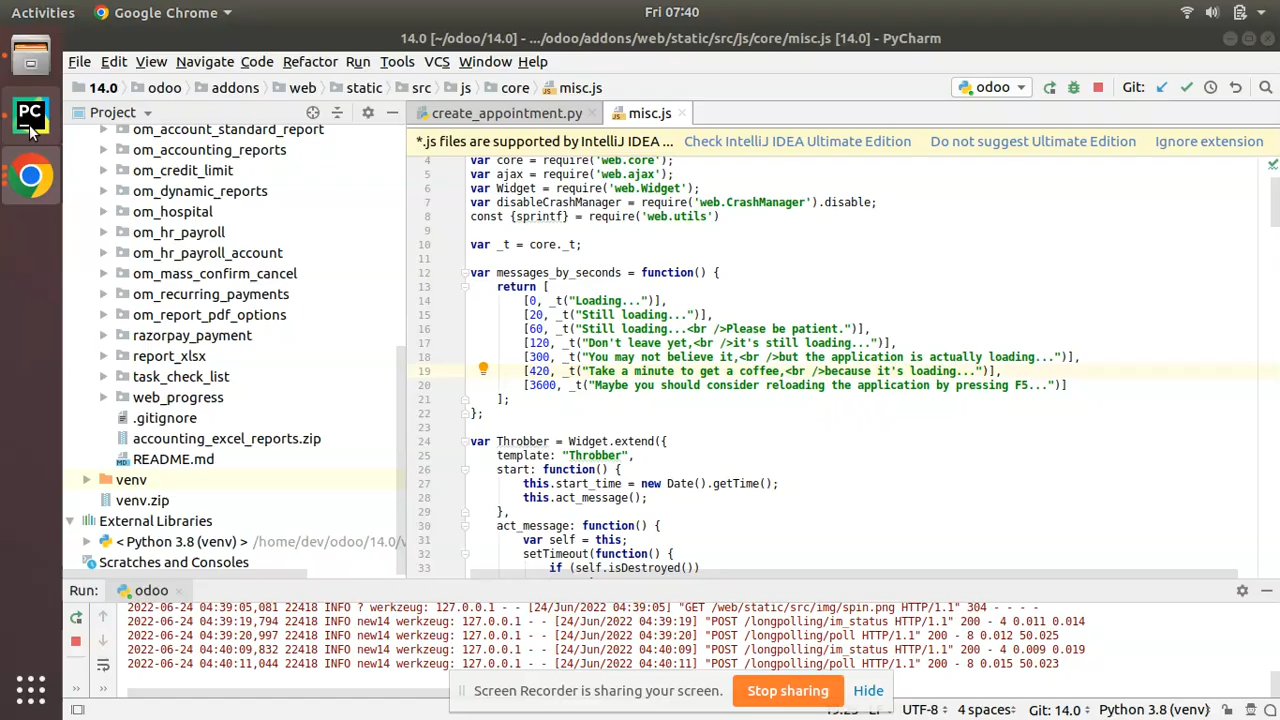 Activities
Google Chrome
Fri 07:40
14.0 [~/odoo/14.0] - .../odoo/addons/web/static/src/js/core/misc.js [14.0] - PyCharm
File Edit View Navigate Code Refactor Run Tools VCS Window Help
14.0 odoo addons web static src js core misc.js
odoo
Git:
Project
create_appointment.py
misc.js
*.js files are supported by IntelliJ IDEA ...
Check IntelliJ IDEA Ultimate Edition
Do not suggest Ultimate Edition
Ignore extension
PC
om_account_standard_report
om_accounting_reports
om_credit_limit
om_dynamic_reports
om_hospital
om_hr_payroll
om_hr_payroll_account
om_mass_confirm_cancel
om_recurring_payments
om_report_pdf_options
razorpay_payment
report_xlsx
task_check_list
web_progress
.gitignore
accounting_excel_reports.zip
README.md
venv
venv.zip
External Libraries
< Python 3.8 (venv) > /home/dev/odoo/14.0/v
Scratches and Consoles
4 var core = require('web.core');
5 var ajax = require('web.ajax');
6 var Widget = require('web.Widget');
7 var disableCrashManager = require('web.CrashManager').disable;
8 const {sprintf} = require('web.utils')
9
10 var _t = core._t;
11
12 var messages_by_seconds = function() {
13 return [
14 [0, _t("Loading...")],
15 [20, _t("Still loading...")],
16 [60, _t("Still loading...<br />Please be patient.")],
17 [120, _t("Don't leave yet,<br />it's still loading...")],
18 [300, _t("You may not believe it,<br />but the application is actually loading...")],
19 [420, _t("Take a minute to get a coffee,<br />because it's loading...")],
20 [3600, _t("Maybe you should consider reloading the application by pressing F5...")]
21 ];
22 };
23
24 var Throbber = Widget.extend({
25 template: "Throbber",
26 start: function() {
27 this.start_time = new Date().getTime();
28 this.act_message();
29 },
30 act_message: function() {
31 var self = this;
32 setTimeout(function() {
33 if (self.isDestroyed())
Run:
odoo
2022-06-24 04:39:05,081 22418 INFO ? werkzeug: 127.0.0.1 - - [24/Jun/2022 04:39:05] "GET /web/static/src/img/spin.png HTTP/1.1" 304 - - - -
2022-06-24 04:39:19,794 22418 INFO new14 werkzeug: 127.0.0.1 - - [24/Jun/2022 04:39:19] "POST /longpolling/im_status HTTP/1.1" 200 - 4 0.011 0.014
2022-06-24 04:39:20,997 22418 INFO new14 werkzeug: 127.0.0.1 - - [24/Jun/2022 04:39:20] "POST /longpolling/poll HTTP/1.1" 200 - 8 0.012 50.025
2022-06-24 04:40:09,832 22418 INFO new14 werkzeug: 127.0.0.1 - - [24/Jun/2022 04:40:09] "POST /longpolling/im_status HTTP/1.1" 200 - 4 0.009 0.019
2022-06-24 04:40:11,044 22418 INFO new14 werkzeug: 127.0.0.1 - - [24/Jun/2022 04:40:11] "POST /longpolling/poll HTTP/1.1" 200 - 8 0.015 50.023
Screen Recorder is sharing your screen.
Stop sharing
Hide
UTF-8 4 spaces Git: 14.0 Python 3.8 (venv)